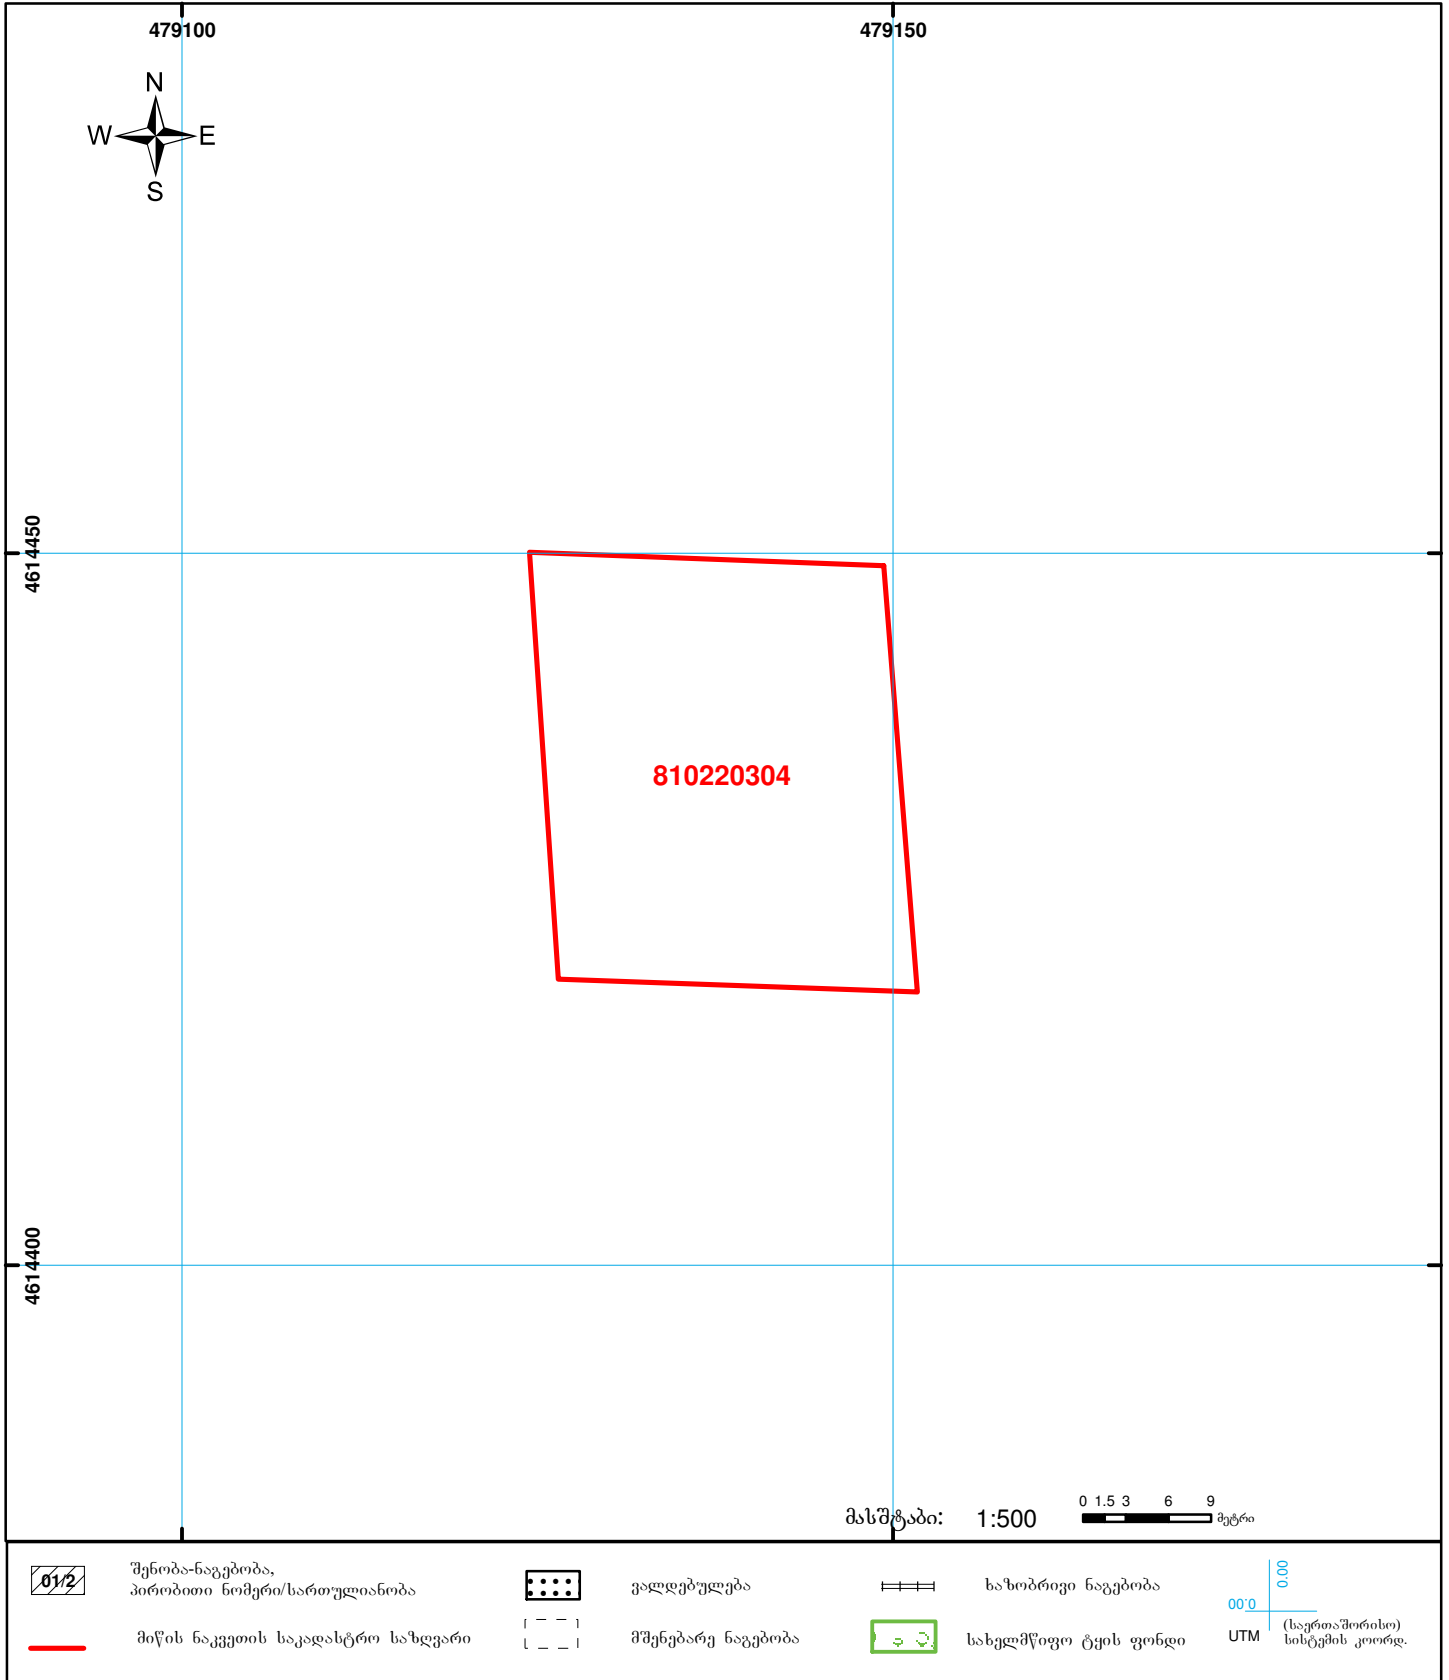 479100 479150
N
W E
S
4614450
810220304
4614400
მასშტაბი: 1:500
0 1.5 3 6 9
მეტრი
01/2
შენობა-ნაგებობა,
პირობითი ნომერი/სართულიანობა
ვალდებულება
ხაზობრივი ნაგებობა
00.0
00.0
მიწის ნაკვეთის საკადასტრო საზღვარი
მშენებარე ნაგებობა
სახელმწიფო ტყის ფონდი
UTM
(საერთაშორისო)
სისტემის კოორდ.